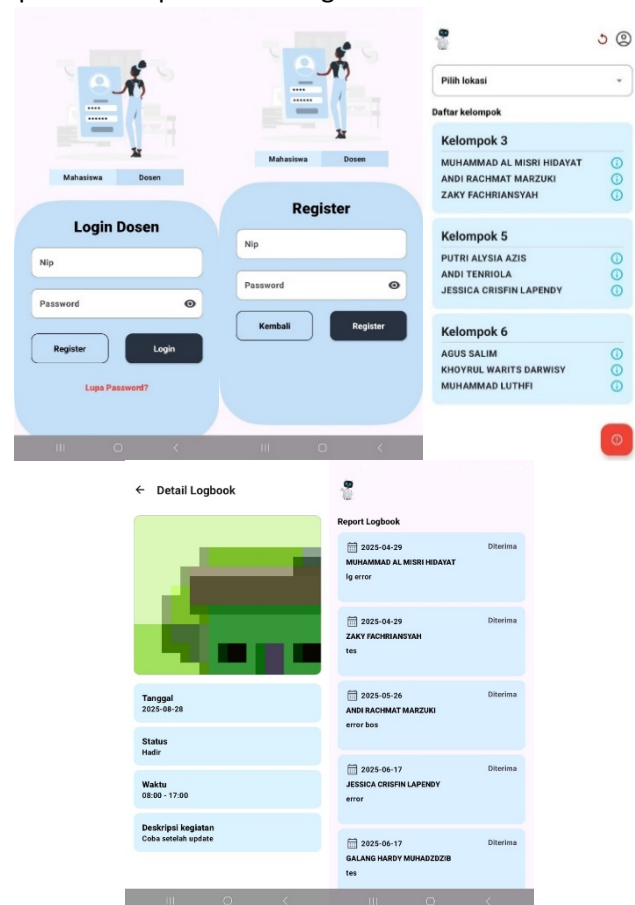 Mahasiswa Dosen
Login Dosen
Nip
Password
Register Login
Lupa Password?
Mahasiswa Dosen
Register
Nip
Password
Kembali Register
Pilih lokasi
Daftar kelompok
Kelompok 3
MUHAMMAD AL MISRI HIDAYAT
ANDI RACHMAT MARZUKI
ZAKY FACHRIANSYAH
Kelompok 5
PUTRI ALYSIA AZIS
ANDI TENRIOLA
JESSICA CRISFIN LAPENDY
Kelompok 6
AGUS SALIM
KHOYRUL WARITS DARWISY
MUHAMMAD LUTHFI
Detail Logbook
Tanggal
2025-08-28
Status
Hadir
Waktu
08:00 - 17:00
Deskripsi kegiatan
Coba setelah update
Report Logbook
2025-04-29 Diterima
MUHAMMAD AL MISRI HIDAYAT
lg error
2025-04-29 Diterima
ZAKY FACHRIANSYAH
tes
2025-05-26 Diterima
ANDI RACHMAT MARZUKI
error bos
2025-06-17 Diterima
JESSICA CRISFIN LAPENDY
error
2025-06-17 Diterima
GALANG HARDY MUHADZDZIB
tes